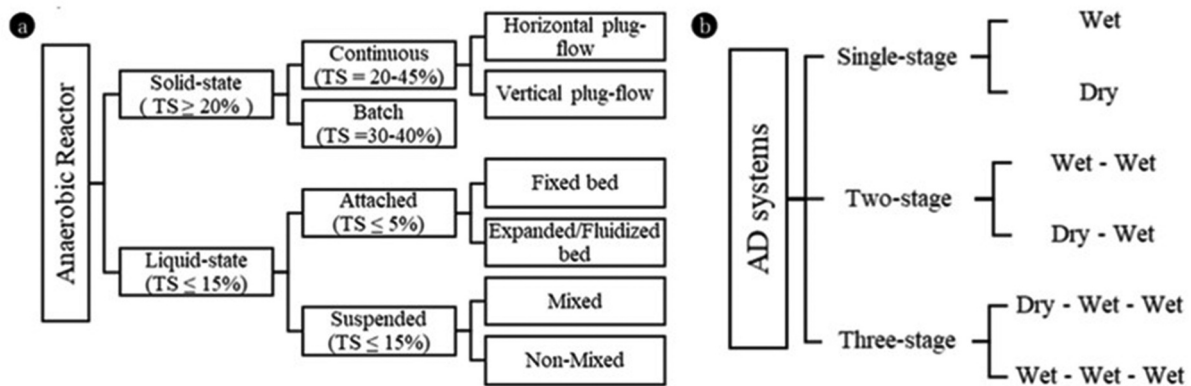 a
Anaerobic Reactor
Solid-state
( TS ≥ 20% )
Continuous
(TS = 20-45%)
Horizontal plug-
flow
Vertical plug-flow
Batch
(TS =30-40%)
Liquid-state
(TS ≤ 15%)
Attached
(TS ≤ 5%)
Fixed bed
Expanded/Fluidized
bed
Suspended
(TS ≤ 15%)
Mixed
Non-Mixed
b
AD systems
Single-stage
Wet
Dry
Two-stage
Wet - Wet
Dry - Wet
Three-stage
Dry - Wet - Wet
Wet - Wet - Wet